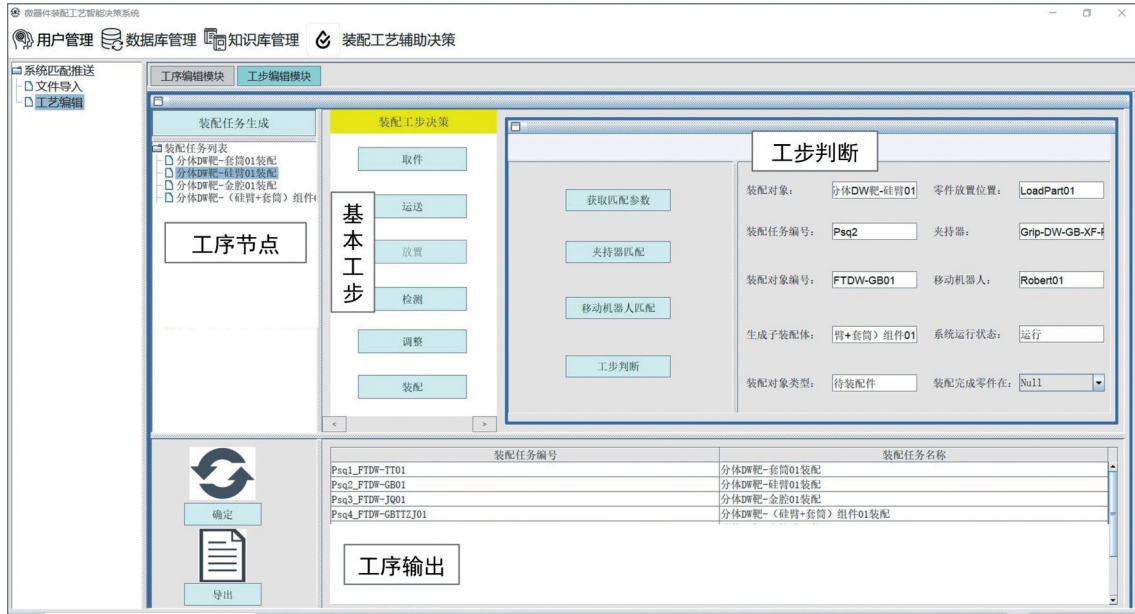 微器件装配工艺智能决策系统
用户管理 数据库管理 知识库管理 装配工艺辅助决策
系统匹配推送
文件导入
工艺编辑
工序编辑模块 工步编辑模块
装配任务生成
装配任务列表
分体DW靶-套筒01装配
分体DW靶-硅臂01装配
分体DW靶-金腔01装配
分体DW靶-（硅臂+套筒）组件
工序节点
装配工步决策
取件
运送
放置
检测
调整
装配
基本工步
工步判断
获取匹配参数
夹持器匹配
移动机器人匹配
工步判断
装配对象： 分体DW靶-硅臂01 零件放置位置： LoadPart01
装配任务编号： Psq2 夹持器： Grip-DW-GB-XF-
装配对象编号： FTDW-GB01 移动机器人： Robert01
生成子装配体： 臂+套筒）组件01 系统运行状态： 运行
装配对象类型： 待装配件 装配完成零件在： Null
确定
导出
装配任务编号 装配任务名称
Psq1_FTDW-TT01 分体DW靶-套筒01装配
Psq2_FTDW-GB01 分体DW靶-硅臂01装配
Psq3_FTDW-JQ01 分体DW靶-金腔01装配
Psq4_FTDW-GBTTZJ01 分体DW靶-（硅臂+套筒）组件01装配
工序输出